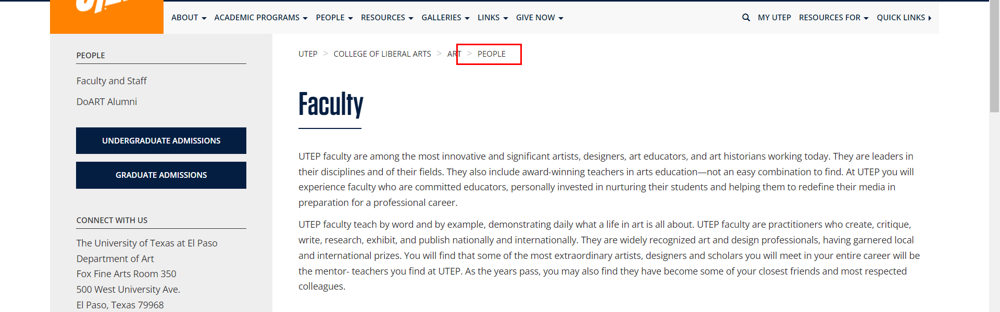 ABOUT ACADEMIC PROGRAMS PEOPLE RESOURCES GALLERIES LINKS GIVE NOW MY UTEP RESOURCES FOR QUICK LINKS
PEOPLE
Faculty and Staff
DoART Alumni
UNDERGRADUATE ADMISSIONS
GRADUATE ADMISSIONS
CONNECT WITH US
The University of Texas at El Paso
Department of Art
Fox Fine Arts Room 350
500 West University Ave.
El Paso, Texas 79968
UTEP > COLLEGE OF LIBERAL ARTS > ART > PEOPLE
Faculty
UTEP faculty are among the most innovative and significant artists, designers, art educators, and art historians working today. They are leaders in
their disciplines and of their fields. They also include award-winning teachers in arts education—not an easy combination to find. At UTEP you will
experience faculty who are committed educators, personally invested in nurturing their students and helping them to redefine their media in
preparation for a professional career.
UTEP faculty teach by word and by example, demonstrating daily what a life in art is all about. UTEP faculty are practitioners who create, critique,
write, research, exhibit, and publish nationally and internationally. They are widely recognized art and design professionals, having garnered local
and international prizes. You will find that some of the most extraordinary artists, designers and scholars you will meet in your entire career will be
the mentor- teachers you find at UTEP. As the years pass, you may also find they have become some of your closest friends and most respected
colleagues.